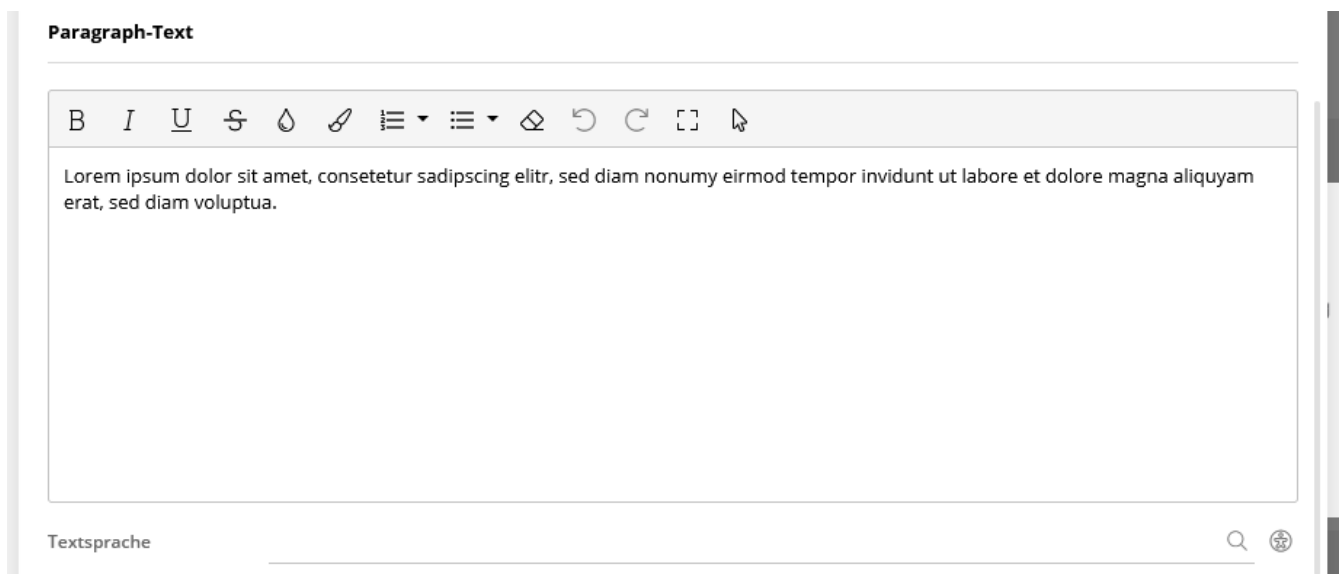 Paragraph-Text
B I U S
Lorem ipsum dolor sit amet, consetetur sadipscing elitr, sed diam nonumy eirmod tempor invidunt ut labore et dolore magna aliquyam
erat, sed diam voluptua.
Textsprache